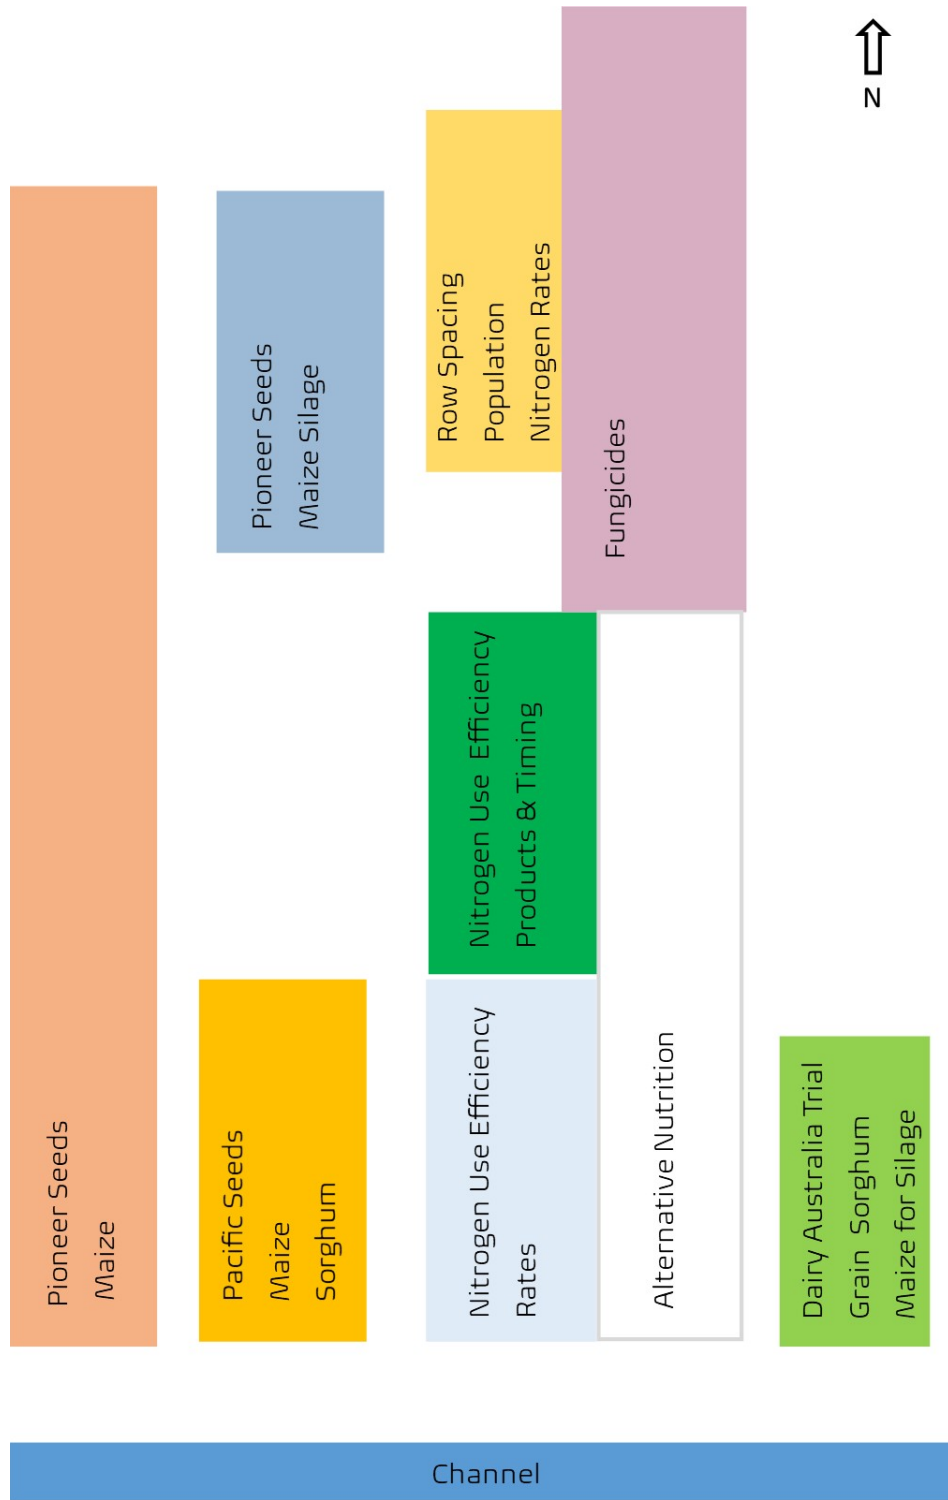 N
Pioneer Seeds
Maize
Pioneer Seeds
Maize Silage
Pacific Seeds
Maize
Sorghum
Row Spacing
Population
Nitrogen Rates
Fungicides
Nitrogen Use Efficiency
Products & Timing
Nitrogen Use Efficiency
Rates
Alternative Nutrition
Dairy Australia Trial
Grain Sorghum
Maize for Silage
Channel